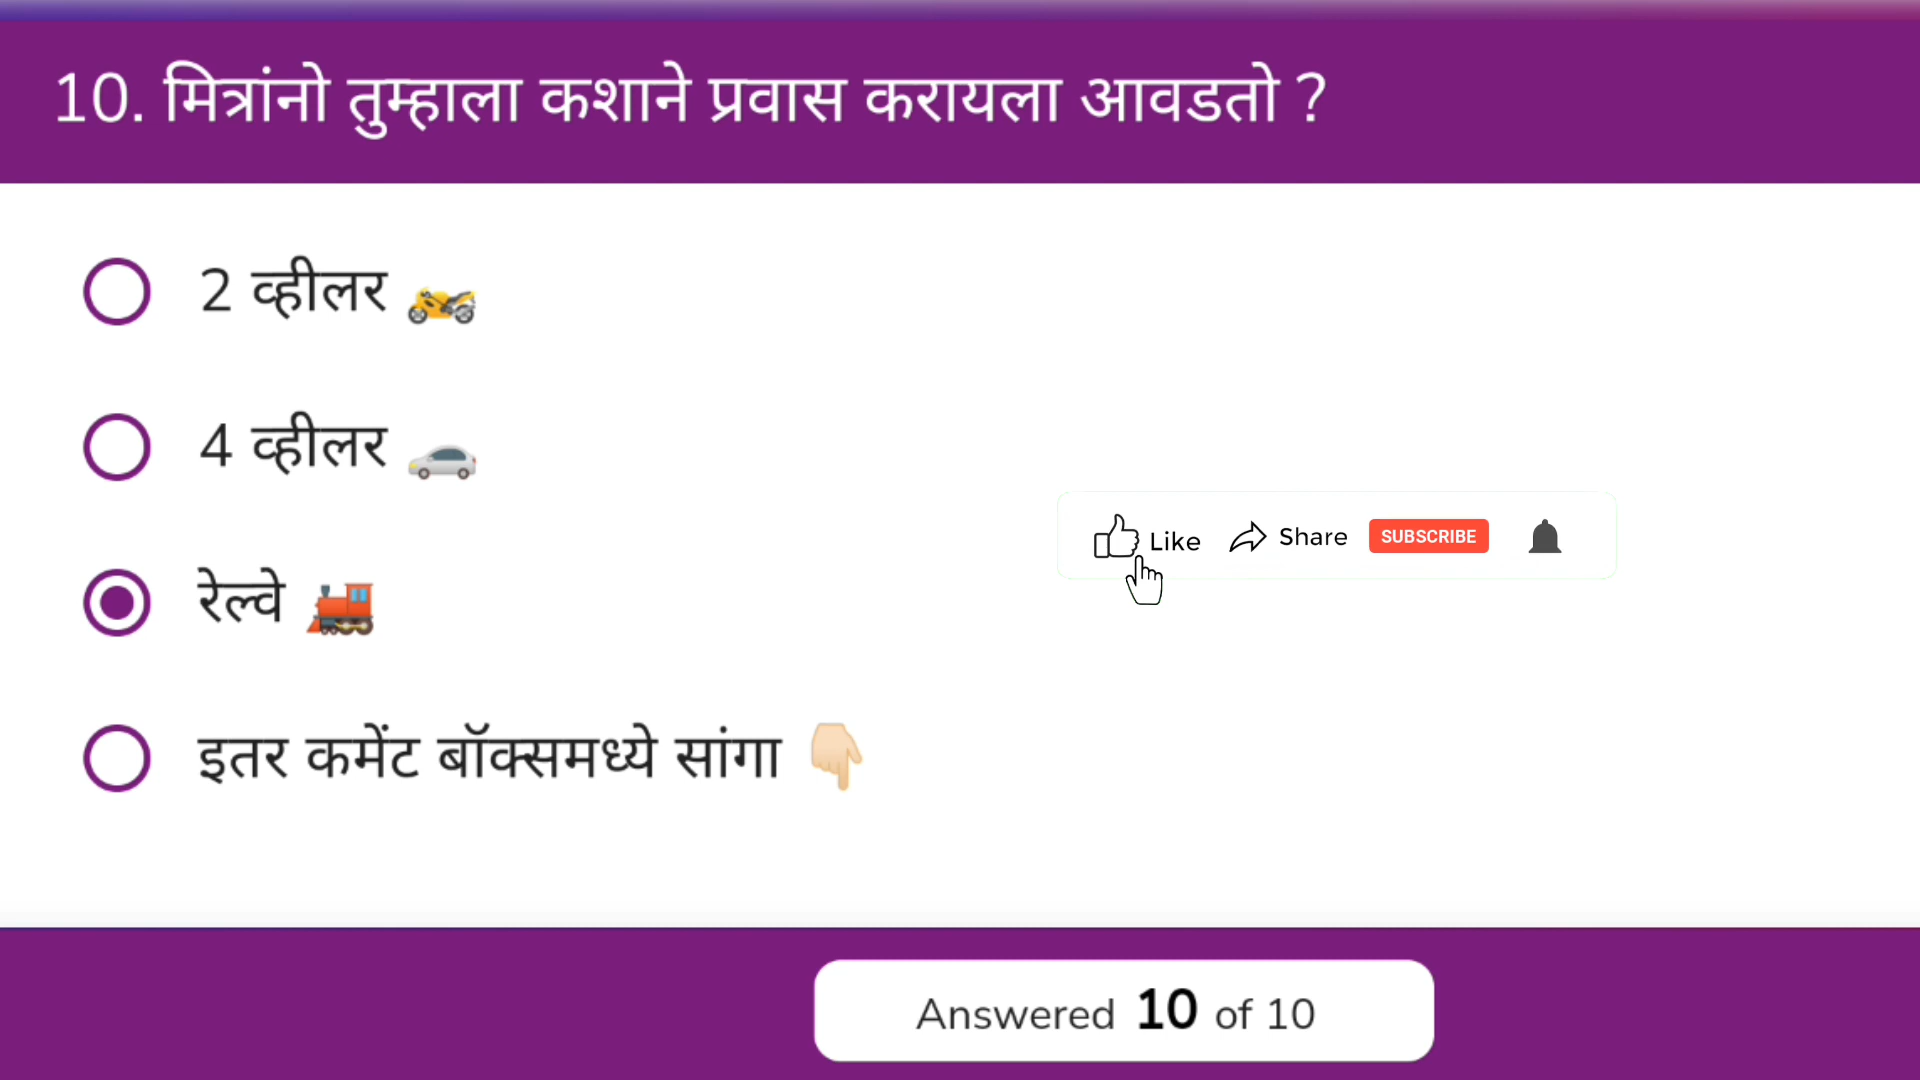 10. मित्रांनो तुम्हाला कशाने प्रवास करायला आवडतो ?
2 व्हीलर
4 व्हीलर
रेल्वे
इतर कमेंट बॉक्समध्ये सांगा
Like Share SUBSCRIBE
Answered 10 of 10